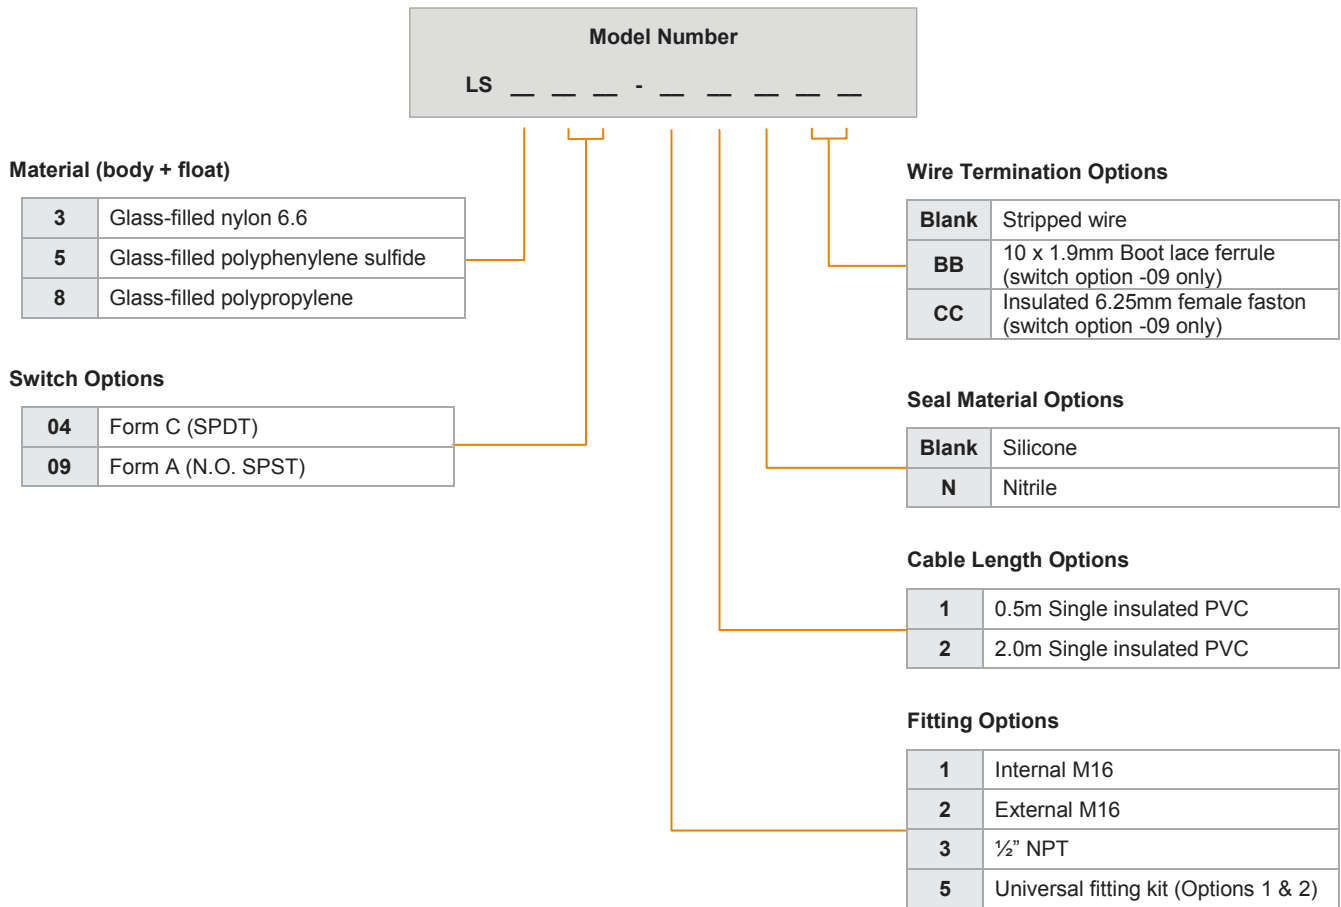 Model Number
LS __ __ __ - __ __ __ __ __
Material (body + float)
3 Glass-filled nylon 6.6
5 Glass-filled polyphenylene sulfide
8 Glass-filled polypropylene
Switch Options
04 Form C (SPDT)
09 Form A (N.O. SPST)
Wire Termination Options
Blank Stripped wire
BB 10 x 1.9mm Boot lace ferrule
(switch option -09 only)
CC Insulated 6.25mm female faston
(switch option -09 only)
Seal Material Options
Blank Silicone
N Nitrile
Cable Length Options
1 0.5m Single insulated PVC
2 2.0m Single insulated PVC
Fitting Options
1 Internal M16
2 External M16
3 ½” NPT
5 Universal fitting kit (Options 1 & 2)